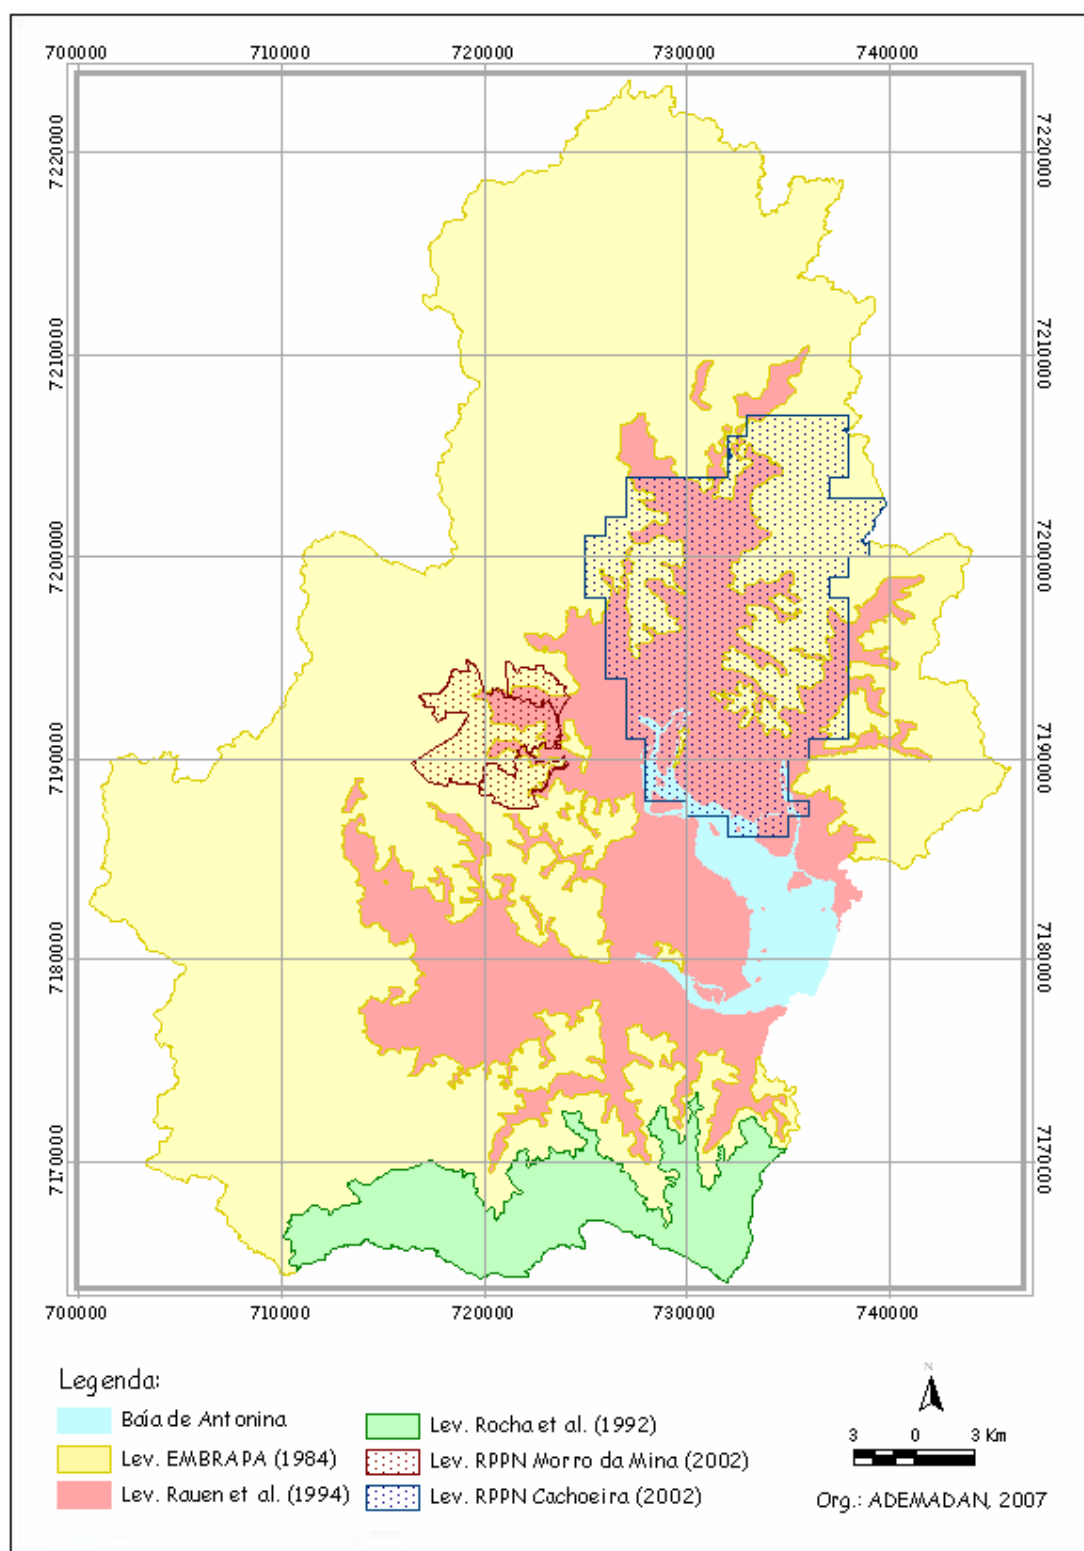 700000 710000 720000 730000 740000
7220000 7220000
7210000 7210000
7200000 7200000
7190000 7190000
7180000 7180000
7170000 7170000
700000 710000 720000 730000 740000
Legenda:
Baía de Antonina
Lev. EMBRAPA (1984)
Lev. Rauen et al. (1994)
Lev. Rocha et al. (1992)
Lev. RPPN Morro da Mina (2002)
Lev. RPPN Cachoeira (2002)
N
3 0 3 Km
Org.: ADEMADAN, 2007